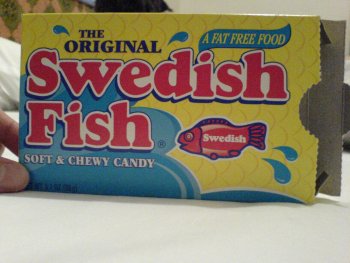 THE
ORIGINAL
A FAT FREE FOOD
Swedish
Fish®
Swedish
SOFT & CHEWY CANDY